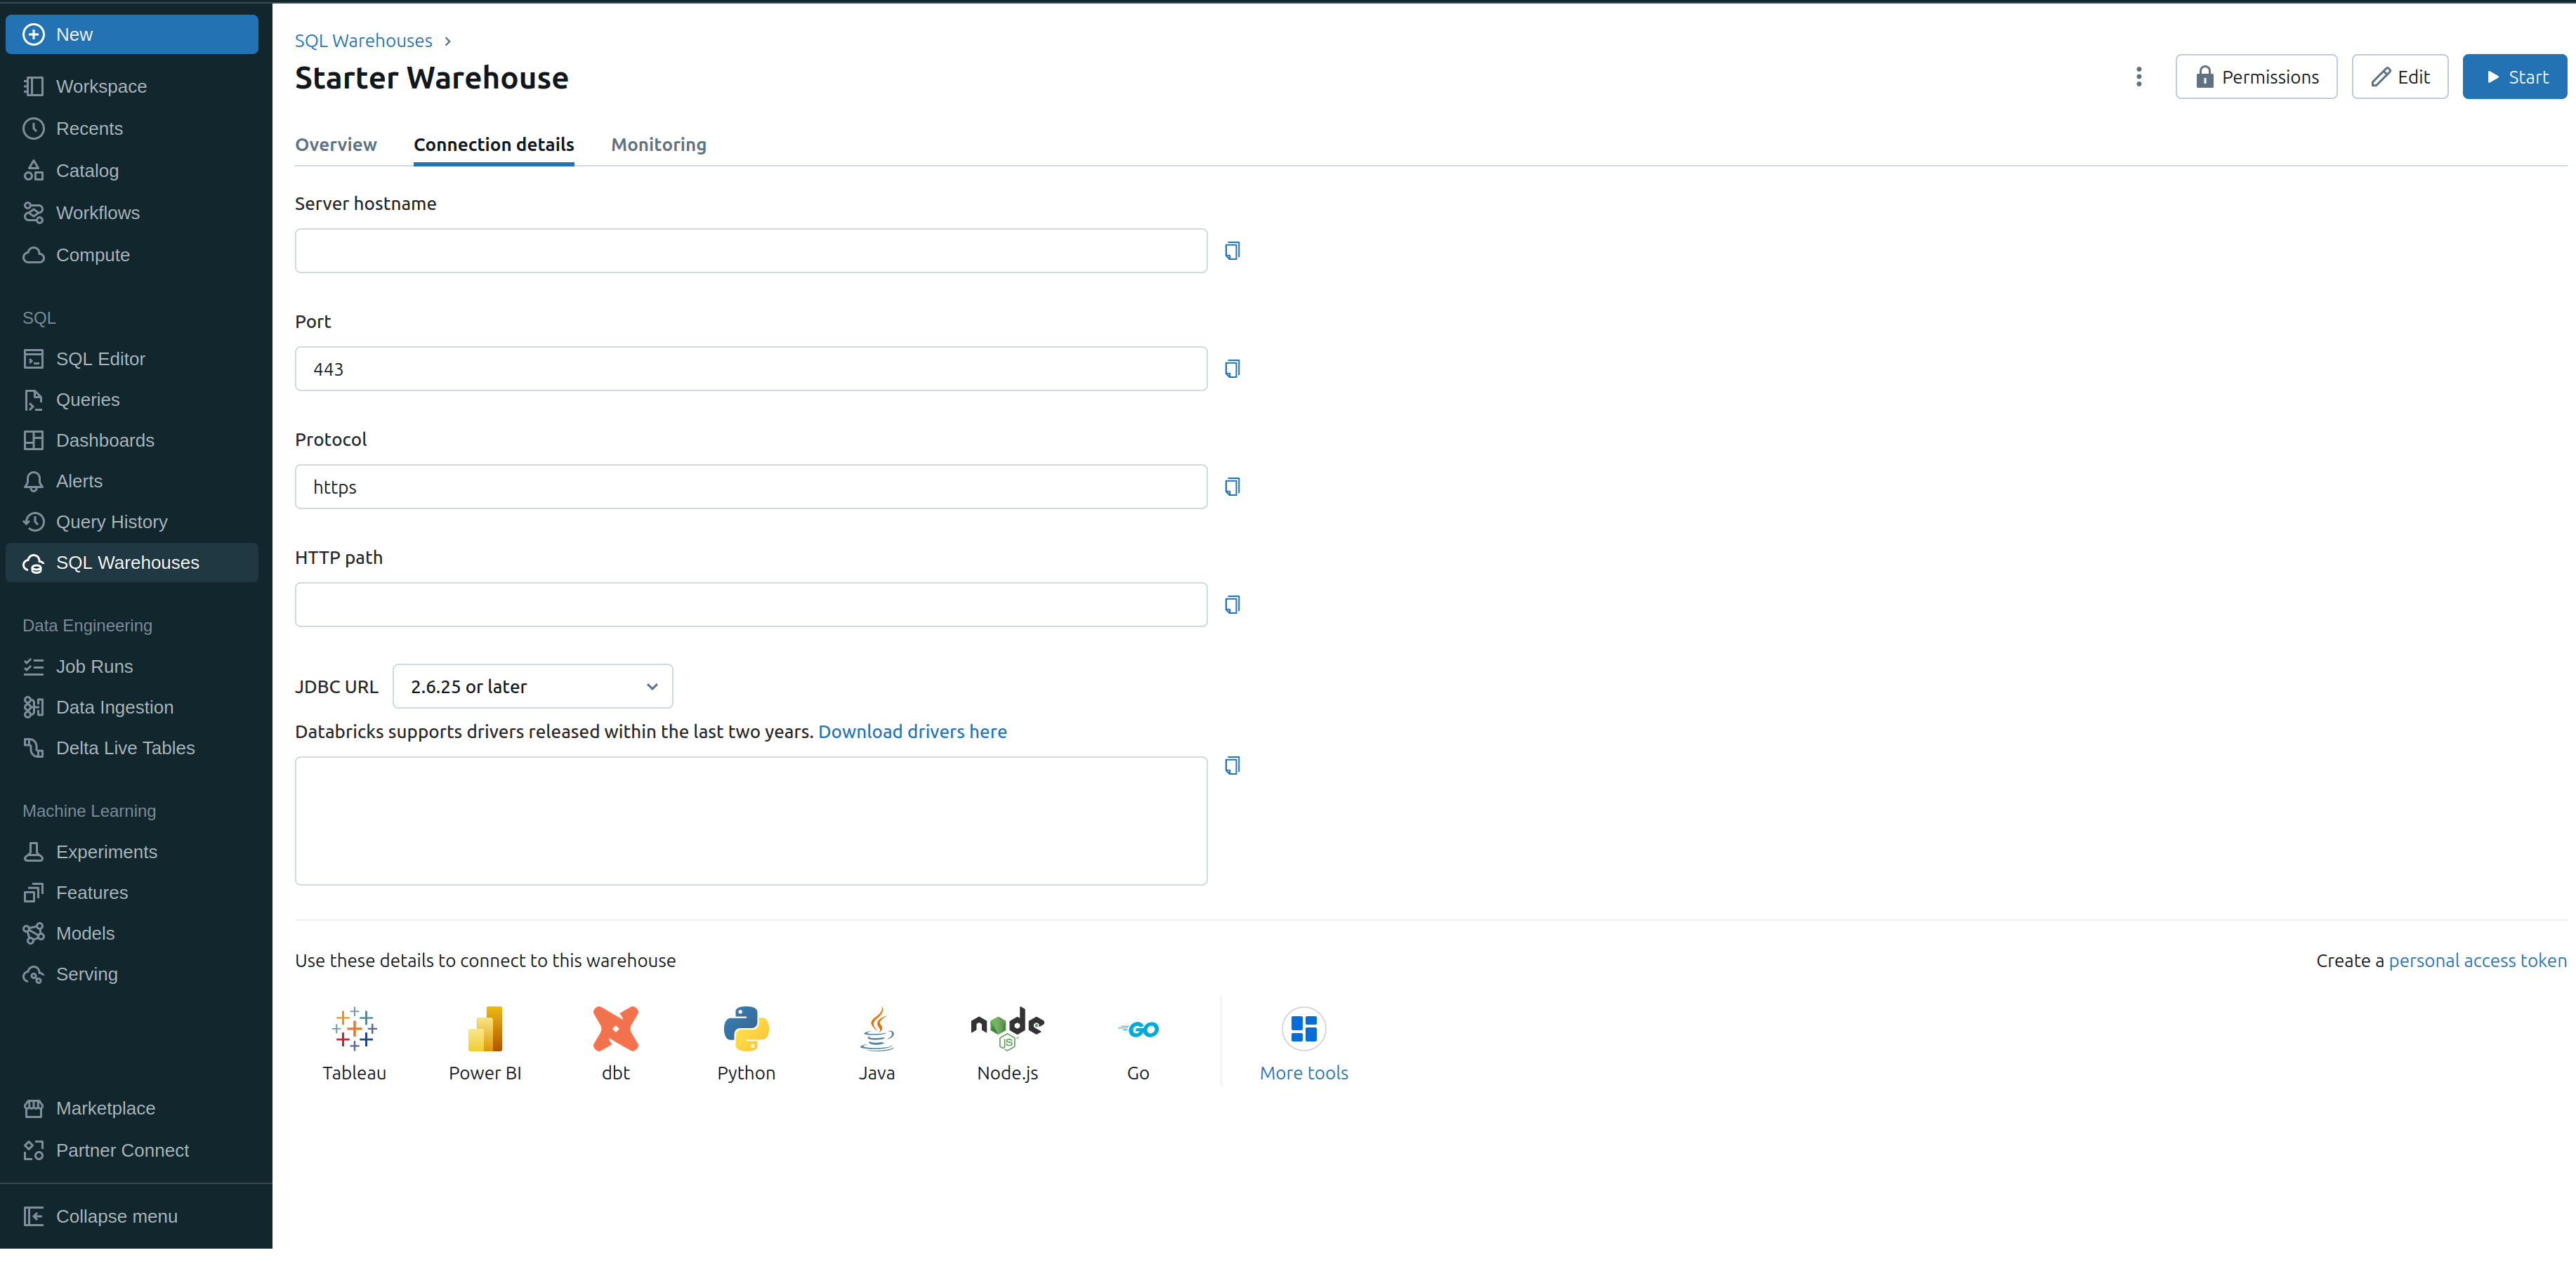 New
Workspace
Recents
Catalog
Workflows
Compute
SQL
SQL Editor
Queries
Dashboards
Alerts
Query History
SQL Warehouses
Data Engineering
Job Runs
Data Ingestion
Delta Live Tables
Machine Learning
Experiments
Features
Models
Serving
Marketplace
Partner Connect
Collapse menu
SQL Warehouses
Starter Warehouse
Permissions
Edit
Start
Overview Connection details Monitoring
Server hostname
Port
443
Protocol
https
HTTP path
JDBC URL 2.6.25 or later
Databricks supports drivers released within the last two years. Download drivers here
Use these details to connect to this warehouse
Create a personal access token
node
JS
GO
Tableau Power BI dbt Python Java Node.js Go More tools